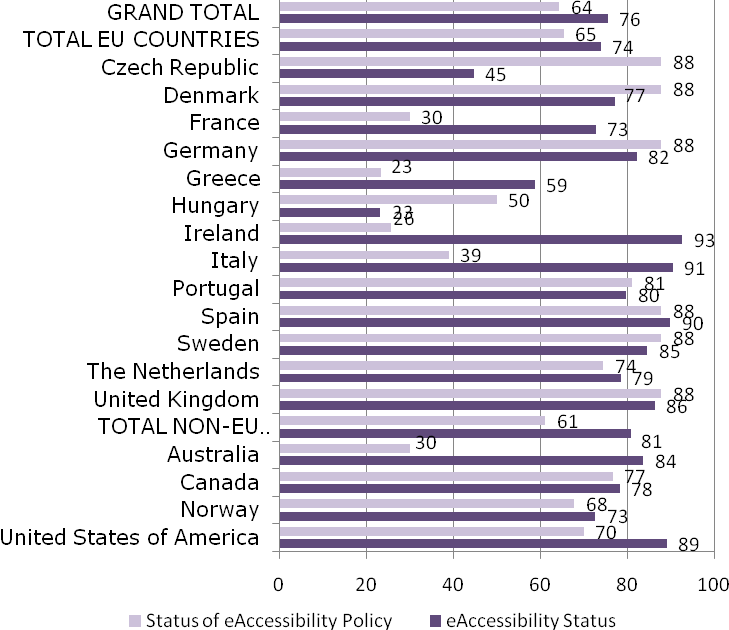 GRAND TOTAL 64 76
TOTAL EU COUNTRIES 65 74
Czech Republic 88 45
Denmark 88 77
France 30 73
Germany 88 82
Greece 23 59
Hungary 50 23
Ireland 26 93
Italy 39 91
Portugal 81 80
Spain 88 90
Sweden 88 85
The Netherlands 74 79
United Kingdom 88 86
TOTAL NON-EU.. 61 81
Australia 30 84
Canada 77 78
Norway 68 73
United States of America 70 89
0 20 40 60 80 100
Status of eAccessibility Policy eAccessibility Status